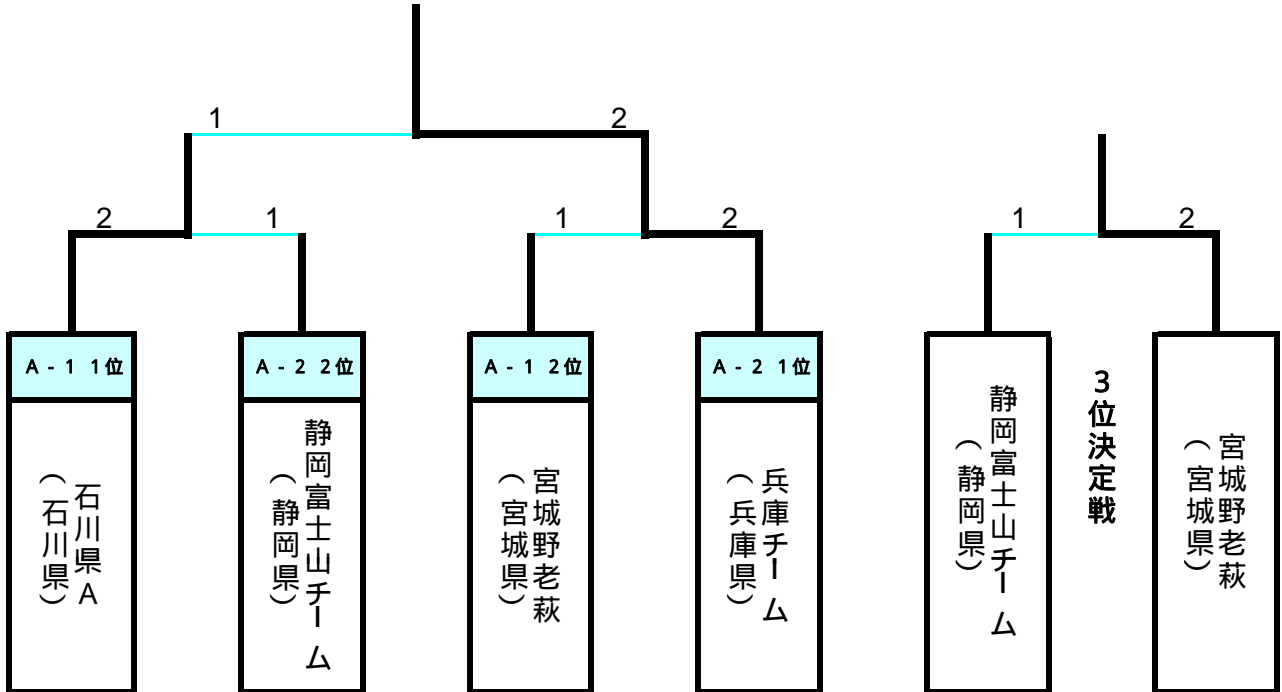 1
2
2
1
1
2
1
2
A-1 1位
A-2 2位
A-1 2位
A-2 1位
石川県A
(石川県)
静岡富士山チーム
(静岡県)
宮城野老萩
(宮城県)
兵庫チーム
(兵庫県)
静岡富士山チーム
(静岡県)
3位決定戦
宮城野老萩
(宮城県)